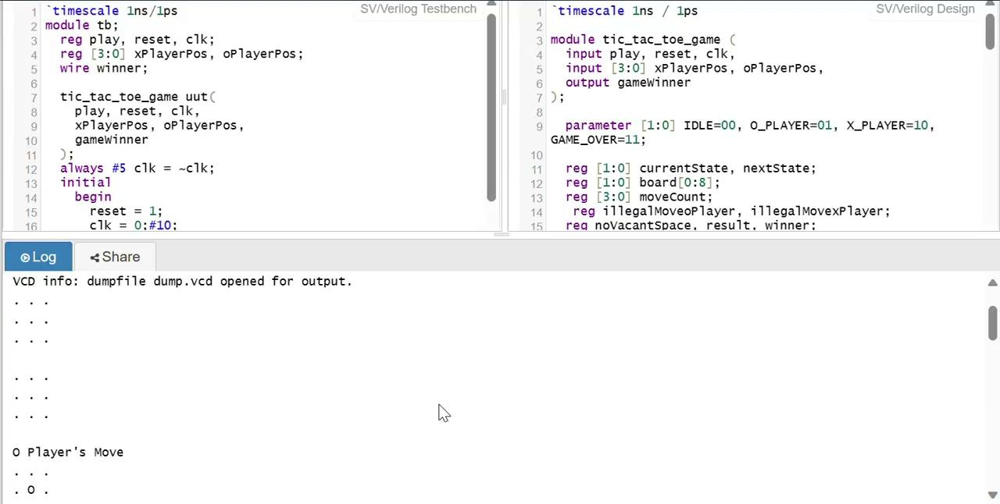 SV/Verilog Testbench
1 `timescale 1ns/1ps
2 module tb;
3 reg play, reset, clk;
4 reg [3:0] xPlayerPos, oPlayerPos;
5 wire winner;
6
7 tic_tac_toe_game uut(
8 play, reset, clk,
9 xPlayerPos, oPlayerPos,
10 gameWinner
11 );
12 always #5 clk = ~clk;
13 initial
14 begin
15 reset = 1;
16 clk = 0;#10;
SV/Verilog Design
1 `timescale 1ns / 1ps
2
3 module tic_tac_toe_game (
4 input play, reset, clk,
5 input [3:0] xPlayerPos, oPlayerPos,
6 output gameWinner
7 );
8
9 parameter [1:0] IDLE=00, O_PLAYER=01, X_PLAYER=10,
GAME_OVER=11;
10
11 reg [1:0] currentState, nextState;
12 reg [1:0] board[0:8];
13 reg [3:0] moveCount;
14 reg illegalMoveoPlayer, illegalMovexPlayer;
15 reg noVacantSpace, result, winner;
Log
Share
VCD info: dumpfile dump.vcd opened for output.
. . .
. . .
. . .
. . .
. . .
. . .
O Player's Move
. . .
. O .